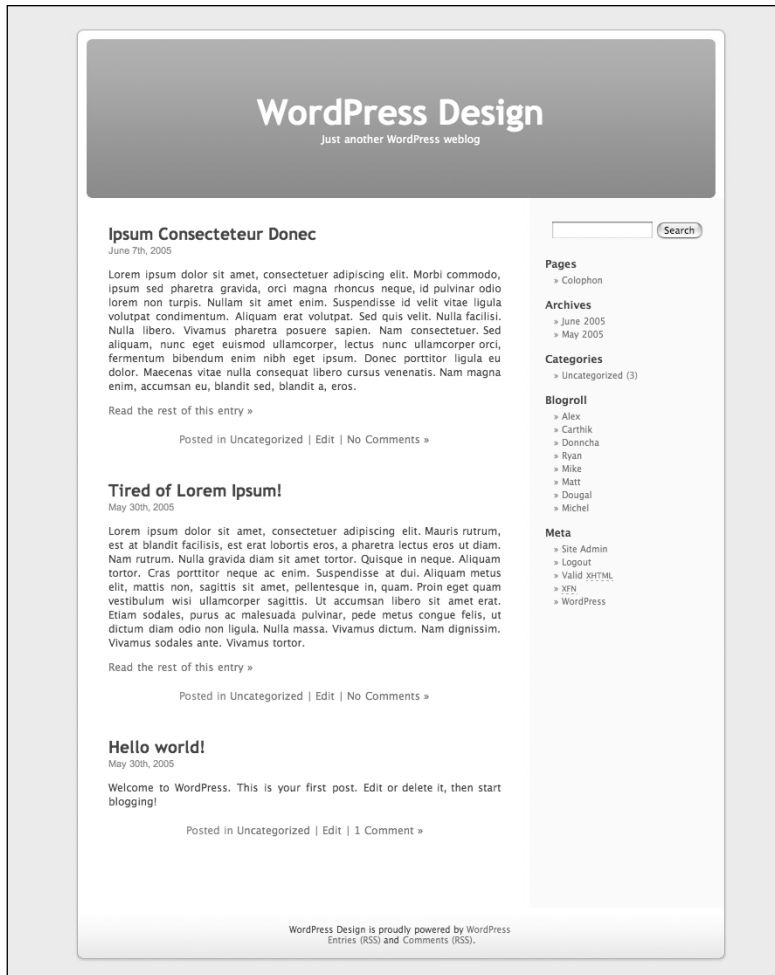 WordPress Design
Just another WordPress weblog
Ipsum Consecteteur Donec
June 7th, 2005
Lorem ipsum dolor sit amet, consectetuer adipiscing elit. Morbi commodo,
ipsum sed pharetra gravida, orci magna rhoncus neque, id pulvinar odio
lorem non turpis. Nullam sit amet enim. Suspendisse id velit vitae ligula
volutpat condimentum. Aliquam erat volutpat. Sed quis velit. Nulla facilisi.
Nulla libero. Vivamus pharetra posuere sapien. Nam consectetuer. Sed
aliquam, nunc eget euismod ullamcorper, lectus nunc ullamcorper orci,
fermentum bibendum enim nibh eget ipsum. Donec porttitor ligula eu
dolor. Maecenas vitae nulla consequat libero cursus venenatis. Nam magna
enim, accumsan eu, blandit sed, blandit a, eros.
Read the rest of this entry »
Posted in Uncategorized | Edit | No Comments »
Tired of Lorem Ipsum!
May 30th, 2005
Lorem ipsum dolor sit amet, consectetuer adipiscing elit. Mauris rutrum,
est at blandit facilisis, est erat lobortis eros, a pharetra lectus eros ut diam.
Nam rutrum. Nulla gravida diam sit amet tortor. Quisque in neque. Aliquam
tortor. Cras porttitor neque ac enim. Suspendisse at dui. Aliquam metus
elit, mattis non, sagittis sit amet, pellentesque in, quam. Proin eget quam
vestibulum wisi ullamcorper sagittis. Ut accumsan libero sit amet erat.
Etiam sodales, purus ac malesuada pulvinar, pede metus congue felis, ut
dictum diam odio non ligula. Nulla massa. Vivamus dictum. Nam dignissim.
Vivamus sodales ante. Vivamus tortor.
Read the rest of this entry »
Posted in Uncategorized | Edit | No Comments »
Hello world!
May 30th, 2005
Welcome to WordPress. This is your first post. Edit or delete it, then start
blogging!
Posted in Uncategorized | Edit | 1 Comment »
Search
Pages
» Colophon
Archives
» June 2005
» May 2005
Categories
» Uncategorized (3)
Blogroll
» Alex
» Carthik
» Donncha
» Ryan
» Mike
» Matt
» Dougal
» Michel
Meta
» Site Admin
» Logout
» Valid XHTML
» XFN
» WordPress
WordPress Design is proudly powered by WordPress
Entries (RSS) and Comments (RSS).